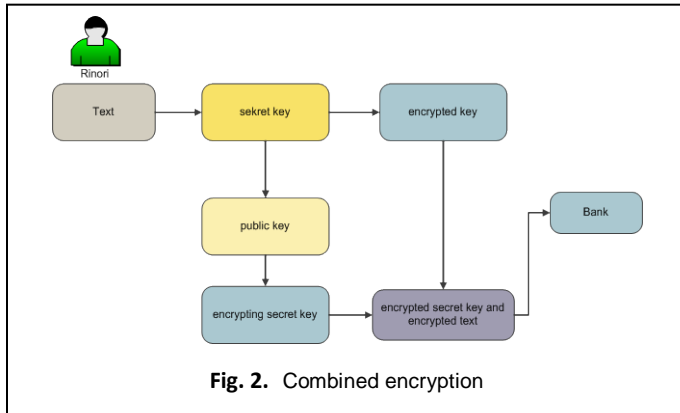 Rinori
Text
sekret key
encrypted key
public key
Bank
encrypting secret key
encrypted secret key and
encrypted text
Fig. 2. Combined encryption